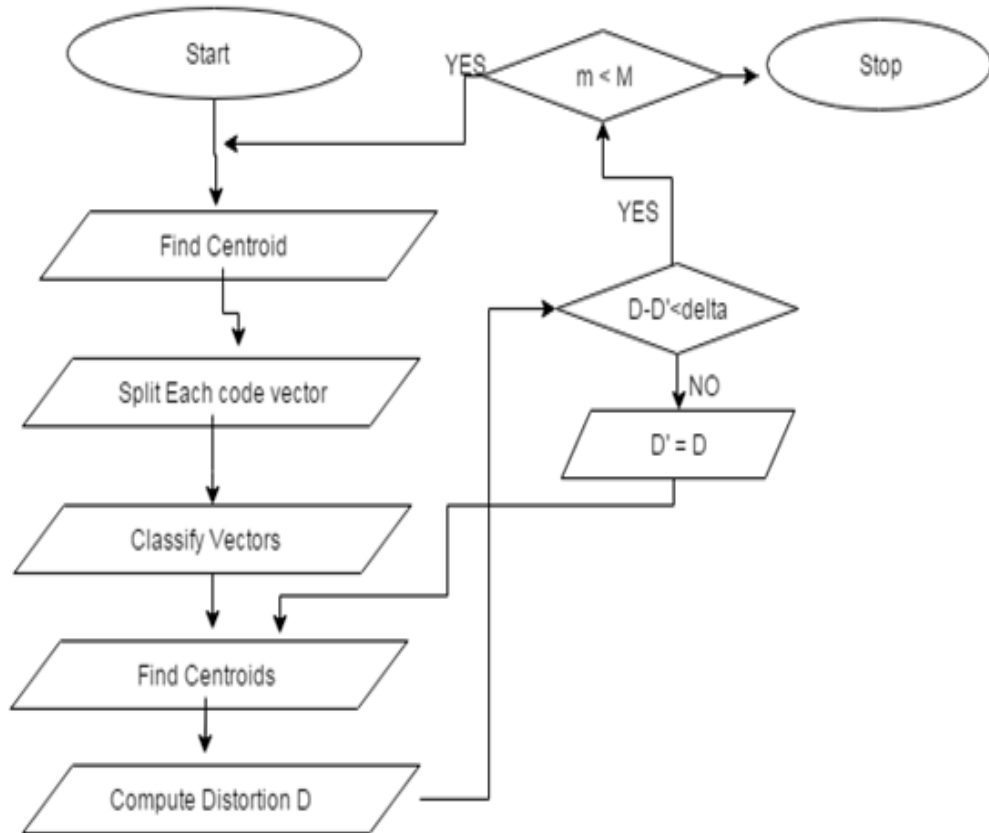 Start
YES
m < M
Stop
Find Centroid
YES
D-D'<delta
Split Each code vector
NO
D' = D
Classify Vectors
Find Centroids
Compute Distortion D